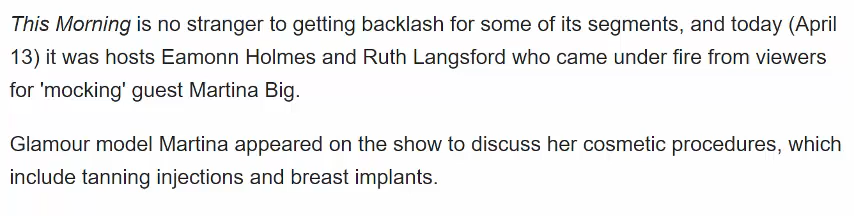 This Morning is no stranger to getting backlash for some of its segments, and today (April
13) it was hosts Eamonn Holmes and Ruth Langsford who came under fire from viewers
for 'mocking' guest Martina Big.
Glamour model Martina appeared on the show to discuss her cosmetic procedures, which
include tanning injections and breast implants.